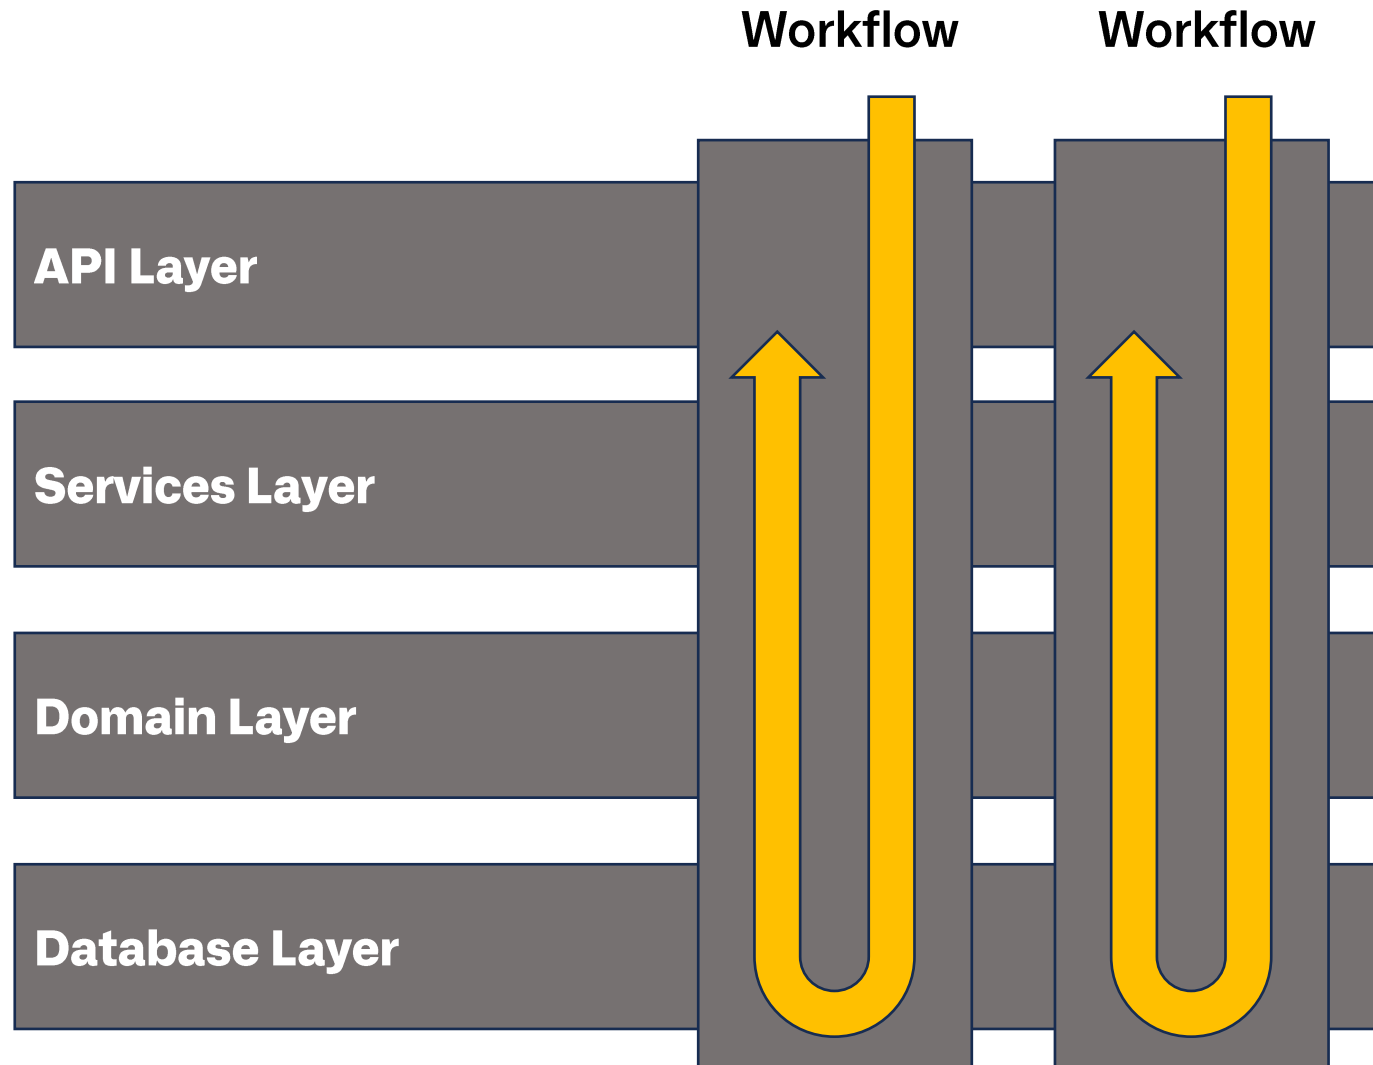 Workflow Workflow
API Layer
Services Layer
Domain Layer
Database Layer